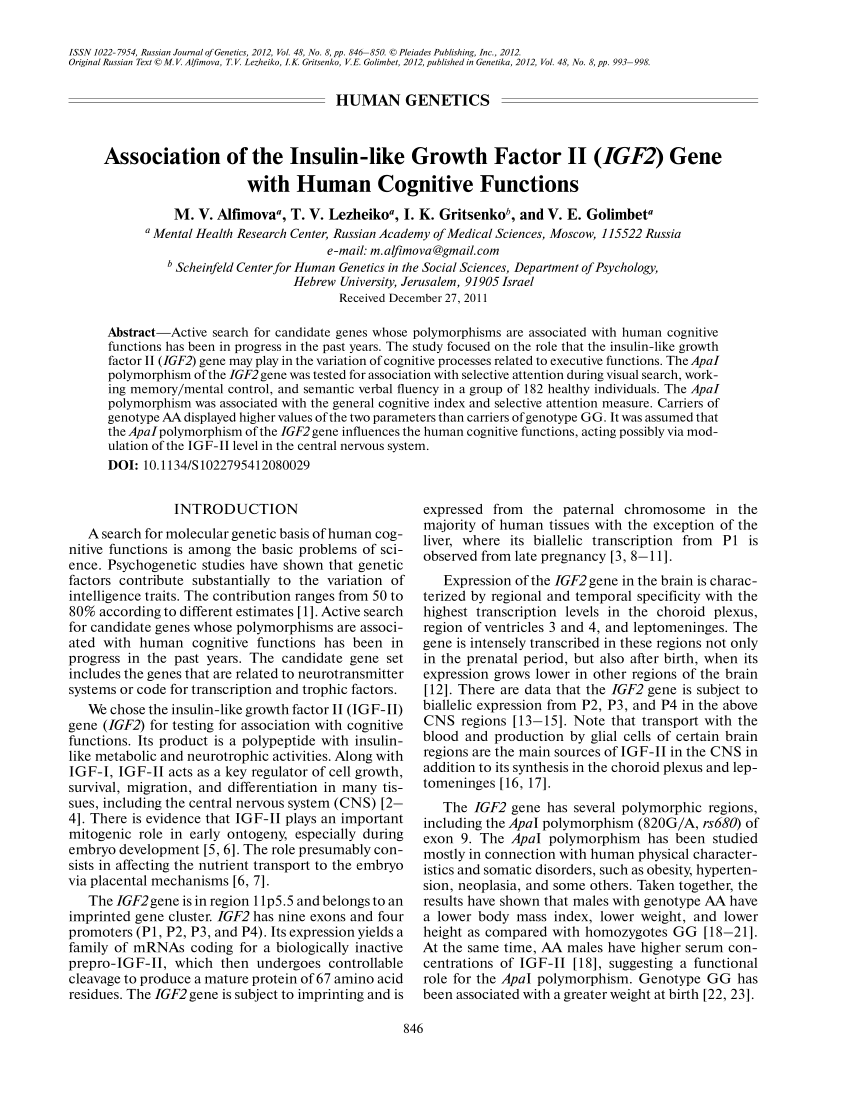 ISSN 1022-7954, Russian Journal of Genetics, 2012, Vol. 48, No. 8, pp. 846–850. © Pleiades Publishing, Inc., 2012.
Original Russian Text © M.V. Alfimova, T.V. Lezheiko, I.K. Gritsenko, V.E. Golimbet, 2012, published in Genetika, 2012, Vol. 48, No. 8, pp. 993–998.
HUMAN GENETICS
Association of the Insulin-like Growth Factor II (IGF2) Gene
with Human Cognitive Functions
M. V. Alfimovaa, T. V. Lezheikoa, I. K. Gritsenkob, and V. E. Golimbeta
a Mental Health Research Center, Russian Academy of Medical Sciences, Moscow, 115522 Russia
e-mail: m.alfimova@gmail.com
b Scheinfeld Center for Human Genetics in the Social Sciences, Department of Psychology,
Hebrew University, Jerusalem, 91905 Israel
Received December 27, 2011
Abstract—Active search for candidate genes whose polymorphisms are associated with human cognitive
functions has been in progress in the past years. The study focused on the role that the insulin-like growth
factor II (IGF2) gene may play in the variation of cognitive processes related to executive functions. The ApaI
polymorphism of the IGF2 gene was tested for association with selective attention during visual search, work-
ing memory/mental control, and semantic verbal fluency in a group of 182 healthy individuals. The ApaI
polymorphism was associated with the general cognitive index and selective attention measure. Carriers of
genotype AA displayed higher values of the two parameters than carriers of genotype GG. It was assumed that
the ApaI polymorphism of the IGF2 gene influences the human cognitive functions, acting possibly via mod-
ulation of the IGF-II level in the central nervous system.
DOI: 10.1134/S1022795412080029
INTRODUCTION
A search for molecular genetic basis of human cog-
nitive functions is among the basic problems of sci-
ence. Psychogenetic studies have shown that genetic
factors contribute substantially to the variation of
intelligence traits. The contribution ranges from 50 to
80% according to different estimates [1]. Active search
for candidate genes whose polymorphisms are associ-
ated with human cognitive functions has been in
progress in the past years. The candidate gene set
includes the genes that are related to neurotransmitter
systems or code for transcription and trophic factors.
We chose the insulin-like growth factor II (IGF-II)
gene (IGF2) for testing for association with cognitive
functions. Its product is a polypeptide with insulin-
like metabolic and neurotrophic activities. Along with
IGF-I, IGF-II acts as a key regulator of cell growth,
survival, migration, and differentiation in many tis-
sues, including the central nervous system (CNS) [2–
4]. There is evidence that IGF-II plays an important
mitogenic role in early ontogeny, especially during
embryo development [5, 6]. The role presumably con-
sists in affecting the nutrient transport to the embryo
via placental mechanisms [6, 7].
The IGF2 gene is in region 11p5.5 and belongs to an
imprinted gene cluster. IGF2 has nine exons and four
promoters (P1, P2, P3, and P4). Its expression yields a
family of mRNAs coding for a biologically inactive
prepro-IGF-II, which then undergoes controllable
cleavage to produce a mature protein of 67 amino acid
residues. The IGF2 gene is subject to imprinting and is
expressed from the paternal chromosome in the
majority of human tissues with the exception of the
liver, where its biallelic transcription from P1 is
observed from late pregnancy [3, 8–11].
Expression of the IGF2 gene in the brain is charac-
terized by regional and temporal specificity with the
highest transcription levels in the choroid plexus,
region of ventricles 3 and 4, and leptomeninges. The
gene is intensely transcribed in these regions not only
in the prenatal period, but also after birth, when its
expression grows lower in other regions of the brain
[12]. There are data that the IGF2 gene is subject to
biallelic expression from P2, P3, and P4 in the above
CNS regions [13–15]. Note that transport with the
blood and production by glial cells of certain brain
regions are the main sources of IGF-II in the CNS in
addition to its synthesis in the choroid plexus and lep-
tomeninges [16, 17].
The IGF2 gene has several polymorphic regions,
including the ApaI polymorphism (820G/A, rs680) of
exon 9. The ApaI polymorphism has been studied
mostly in connection with human physical character-
istics and somatic disorders, such as obesity, hyperten-
sion, neoplasia, and some others. Taken together, the
results have shown that males with genotype AA have
a lower body mass index, lower weight, and lower
height as compared with homozygotes GG [18–21].
At the same time, AA males have higher serum con-
centrations of IGF-II [18], suggesting a functional
role for the ApaI polymorphism. Genotype GG has
been associated with a greater weight at birth [22, 23].
846